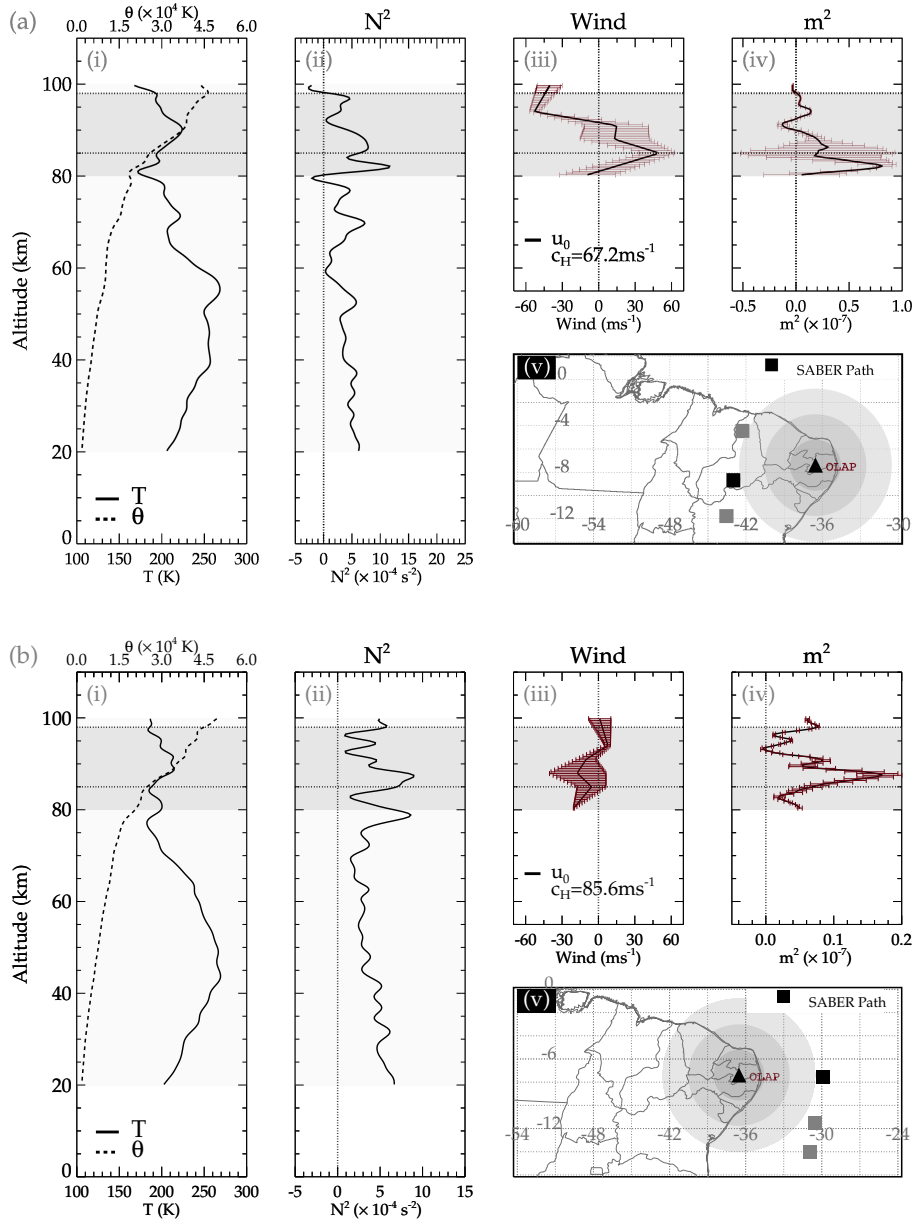 (a)
θ (× 10⁴ K)
0.0 1.5 3.0 4.5 6.0
N²
Wind
m²
(i)
(ii)
(iii)
(iv)
100
80
60
40
20
0
Altitude (km)
T
θ
100 150 200 250 300
T (K)
-5 0 5 10 15 20 25
N² (× 10⁻⁴ s⁻²)
u₀
c_H=67.2ms⁻¹
-60 -30 0 30 60
Wind (ms⁻¹)
-0.5 0.0 0.5 1.0
m² (× 10⁻⁷)
(v)
SABER Path
0
-4
-8
-12
OLAP
-60 -54 -48 -42 -36 -30
(b)
θ (× 10⁴ K)
0.0 1.5 3.0 4.5 6.0
N²
Wind
m²
(i)
(ii)
(iii)
(iv)
100
80
60
40
20
0
Altitude (km)
T
θ
100 150 200 250 300
T (K)
-5 0 5 10 15
N² (× 10⁻⁴ s⁻²)
u₀
c_H=85.6ms⁻¹
-60 -30 0 30 60
Wind (ms⁻¹)
0.0 0.1 0.2
m² (× 10⁻⁷)
(v)
SABER Path
0
-6
-12
OLAP
-54 -48 -42 -36 -30 -24